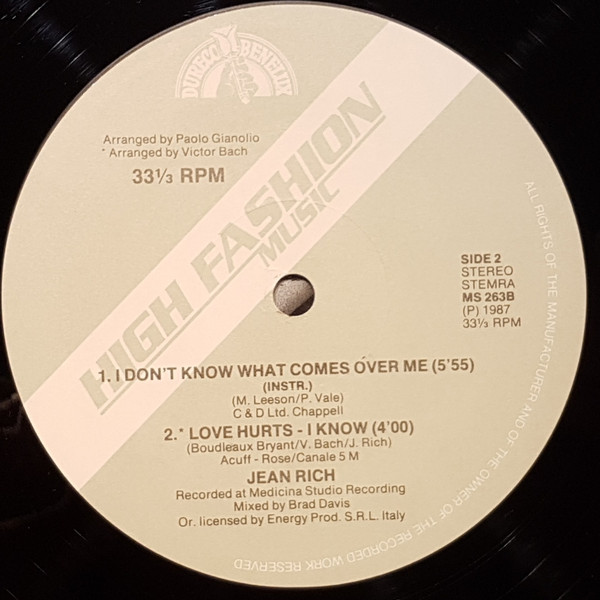 DURECO BENELUX
Arranged by Paolo Gianolio
* Arranged by Victor Bach
33⅓ RPM
HIGH FASHION
MUSIC
SIDE 2
STEREO
STEMRA
MS 263B
(P) 1987
33⅓ RPM
1. I DON'T KNOW WHAT COMES OVER ME (5'55)
(INSTR.)
(M. Leeson/P. Vale)
C & D Ltd. Chappell
2.* LOVE HURTS - I KNOW (4'00)
(Boudleaux Bryant/V. Bach/J. Rich)
Acuff - Rose/Canale 5 M
JEAN RICH
Recorded at Medicina Studio Recording
Mixed by Brad Davis
Or. licensed by Energy Prod. S.R.L. Italy
ALL RIGHTS OF THE MANUFACTURER AND OF THE OWNER OF THE RECORDED WORK RESERVED